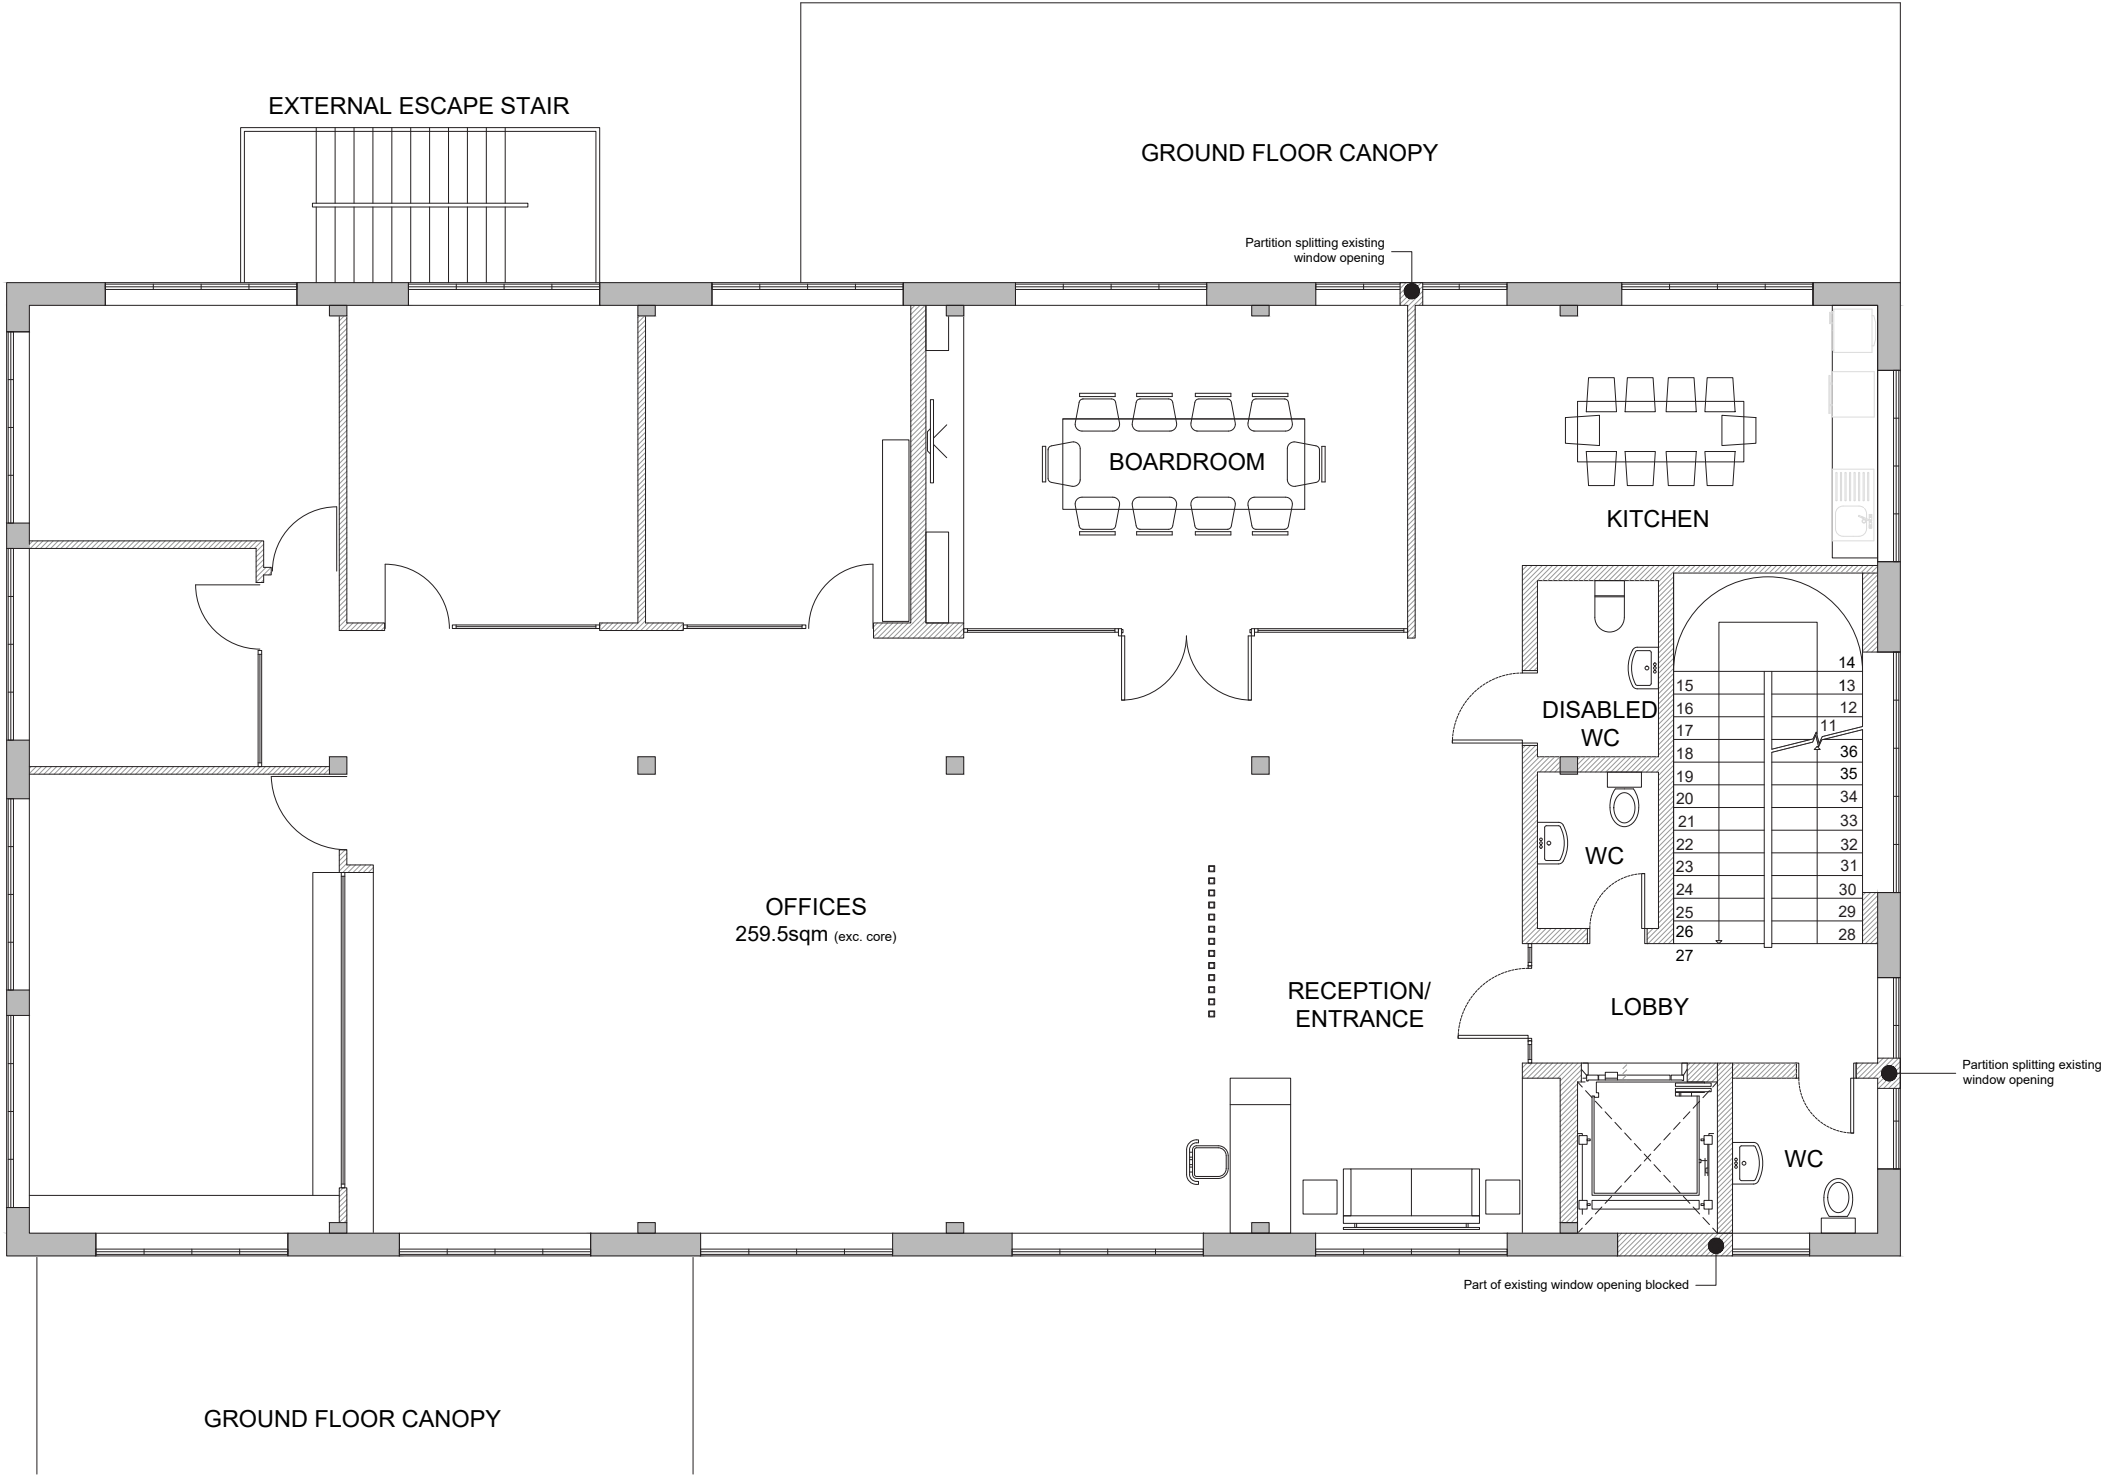 EXTERNAL ESCAPE STAIR
GROUND FLOOR CANOPY
Partition splitting existing
window opening
BOARDROOM
KITCHEN
DISABLED
WC
14
13
12
11
36
35
34
33
32
31
30
29
28
15
16
17
18
19
20
21
22
23
24
25
26
27
WC
OFFICES
259.5sqm (exc. core)
RECEPTION/
ENTRANCE
LOBBY
Partition splitting existing
window opening
WC
Part of existing window opening blocked
GROUND FLOOR CANOPY